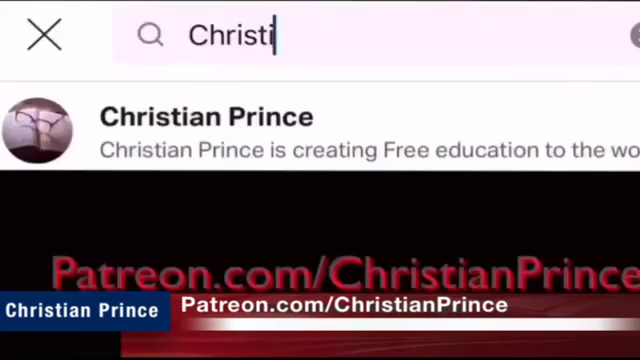 Christi
Christian Prince
Christian Prince is creating Free education to the wo
Patreon.com/ChristianPrince
Christian Prince
Patreon.com/ChristianPrince